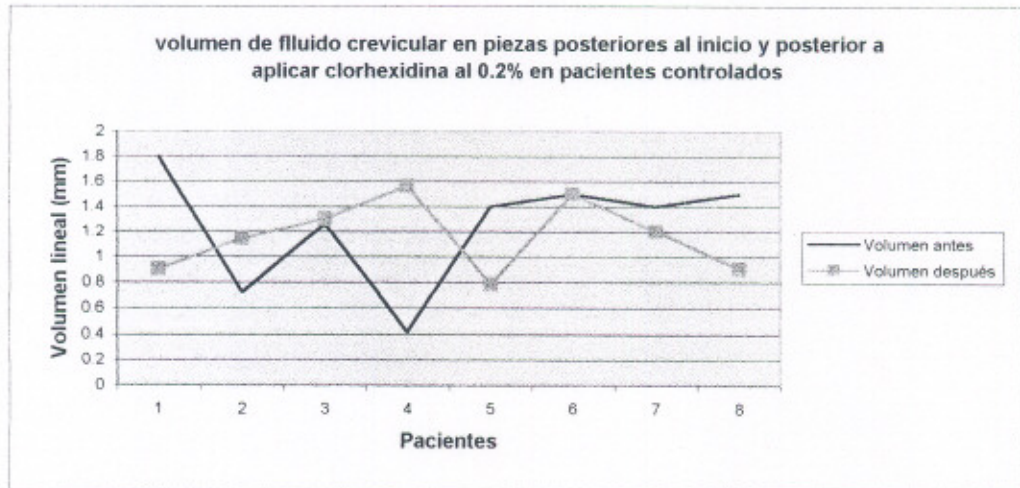 volumen de flluido crevicular en piezas posteriores al inicio y posterior a
aplicar clorhexidina al 0.2% en pacientes controlados
Volumen lineal (mm)
2
1.8
1.6
1.4
1.2
1
0.8
0.6
0.4
0.2
0
1 2 3 4 5 6 7 8
Pacientes
Volumen antes
Volumen después